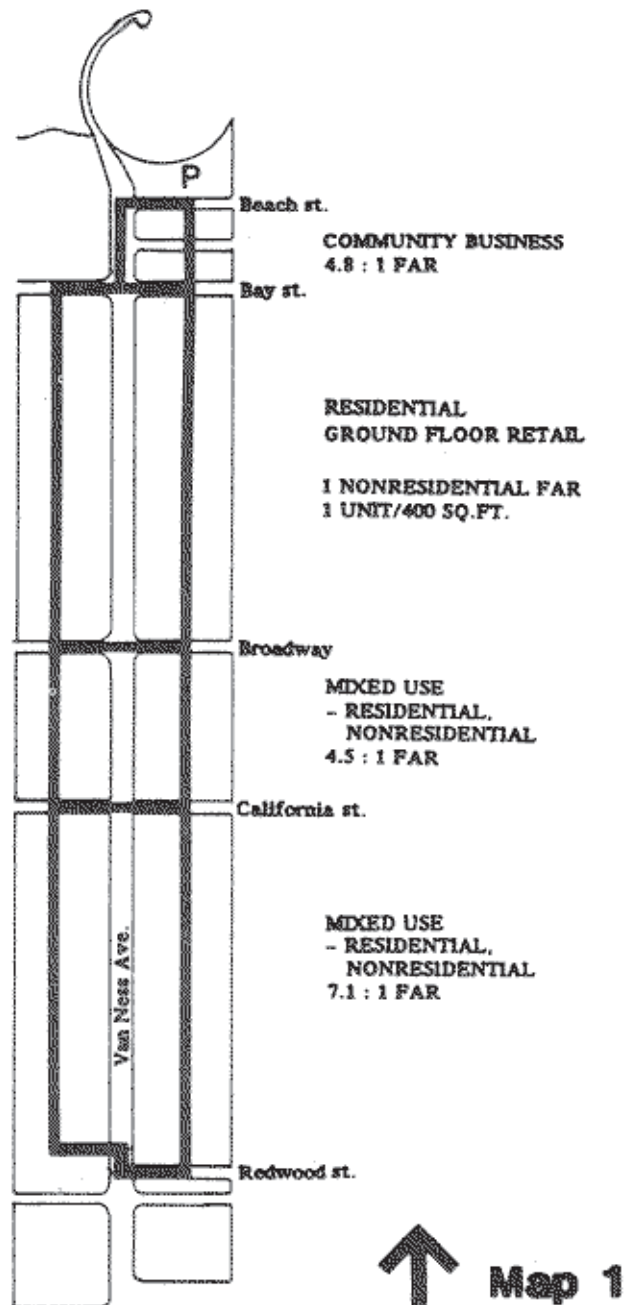 P
Beach st.
COMMUNITY BUSINESS
4.8 : 1 FAR
Bay st.
RESIDENTIAL
GROUND FLOOR RETAIL
1 NONRESIDENTIAL FAR
1 UNIT/400 SQ.FT.
Broadway
MIXED USE
- RESIDENTIAL,
NONRESIDENTIAL
4.5 : 1 FAR
California st.
Van Ness Ave.
MIXED USE
- RESIDENTIAL,
NONRESIDENTIAL
7.1 : 1 FAR
Redwood st.
Map 1